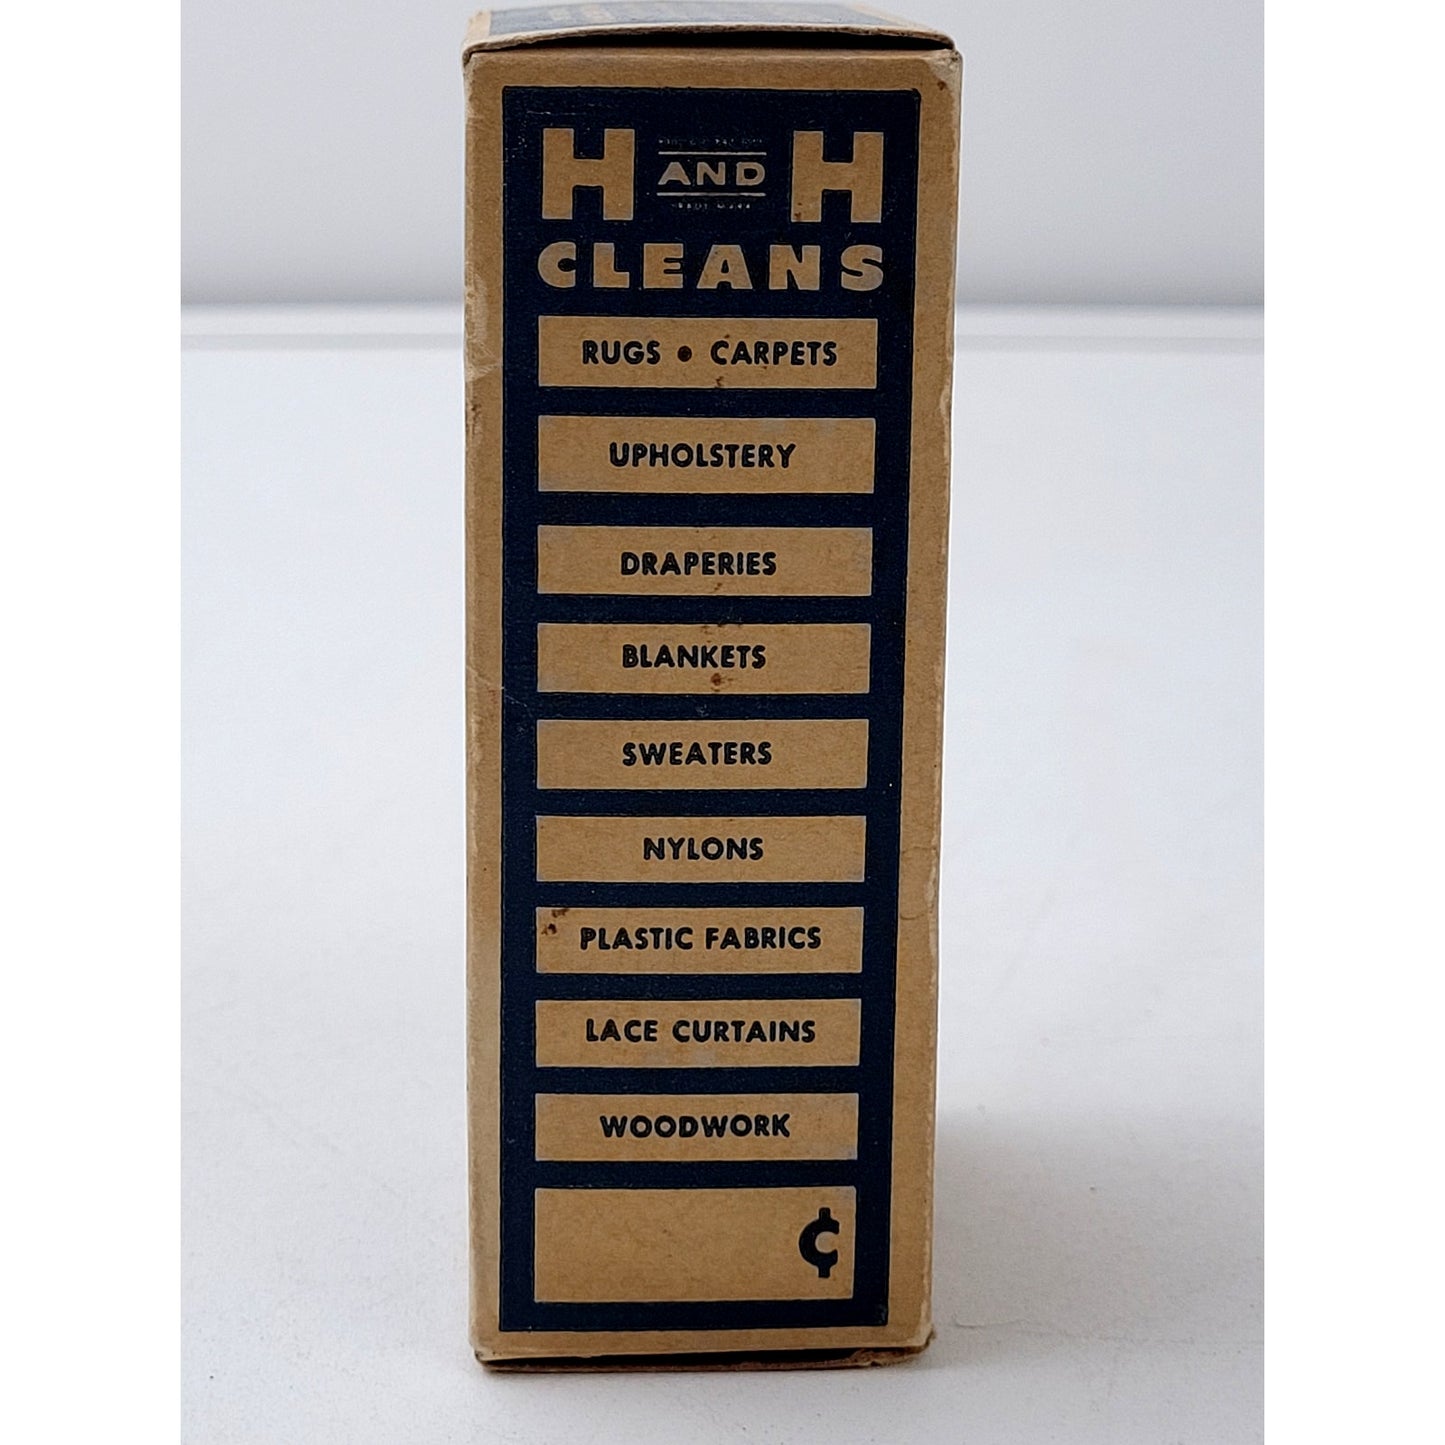 H AND H
CLEANS
RUGS • CARPETS
UPHOLSTERY
DRAPERIES
BLANKETS
SWEATERS
NYLONS
PLASTIC FABRICS
LACE CURTAINS
WOODWORK
¢